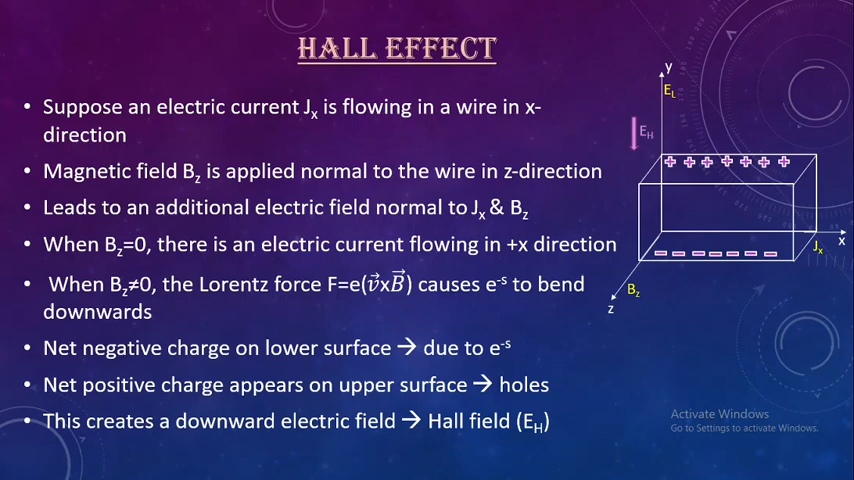 HALL EFFECT
• Suppose an electric current Jx is flowing in a wire in x-
direction
• Magnetic field Bz is applied normal to the wire in z-direction
• Leads to an additional electric field normal to Jx & Bz
• When Bz=0, there is an electric current flowing in +x direction
• When Bz≠0, the Lorentz force F=e(v⃗xB⃗) causes e-s to bend
downwards
• Net negative charge on lower surface → due to e-s
• Net positive charge appears on upper surface → holes
• This creates a downward electric field → Hall field (EH)
y
EL
EH
+ + + + + + +
x
Jx
− − − − − − −
Bz
z
Activate Windows
Go to Settings to activate Windows.